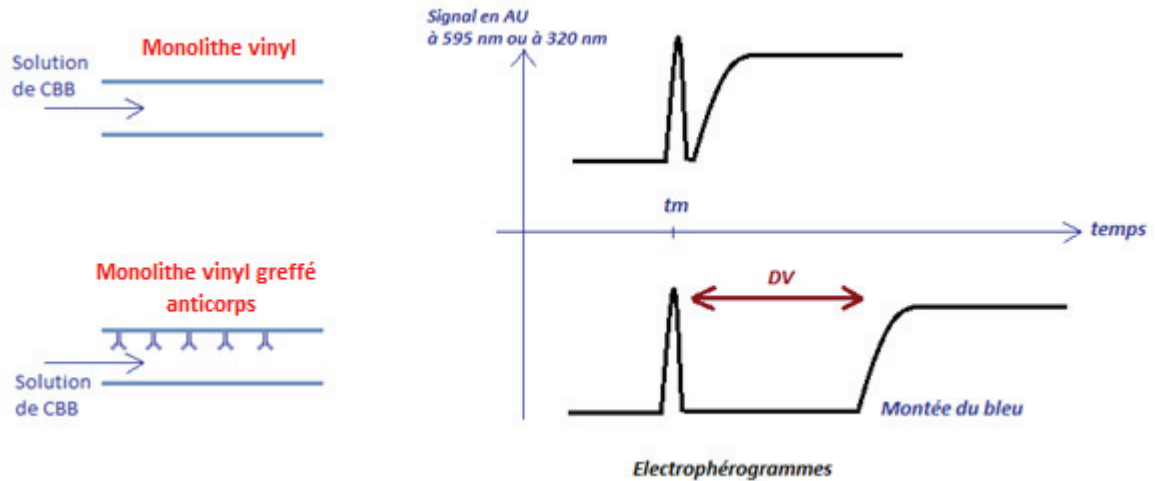 Monolithe vinyl
Solution
de CBB
Signal en AU
à 595 nm ou à 320 nm
tm
temps
Monolithe vinyl greffé
anticorps
Solution
de CBB
DV
Montée du bleu
Electrophérogrammes